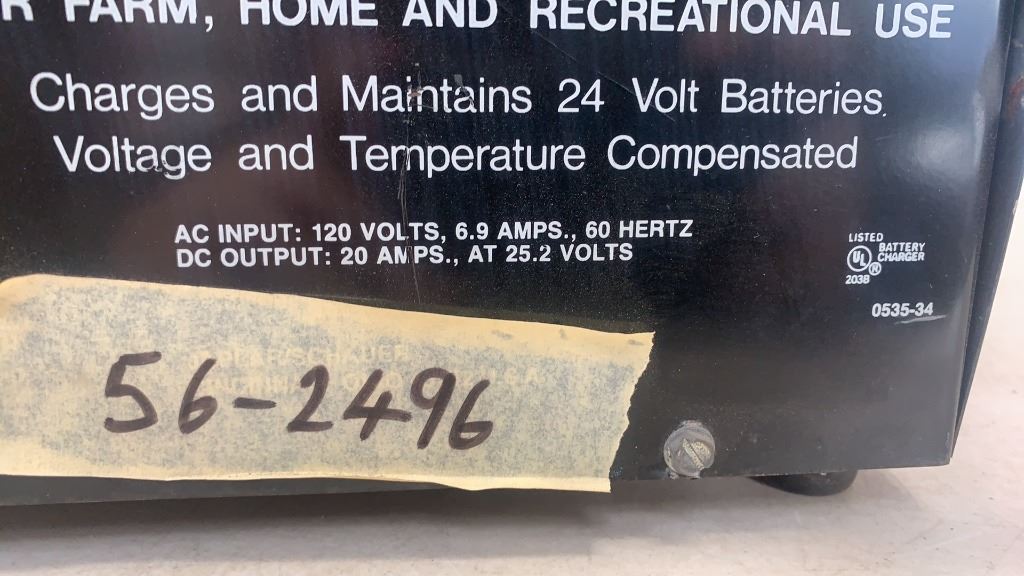 R FARM, HOME AND RECREATIONAL USE
Charges and Maintains 24 Volt Batteries.
Voltage and Temperature Compensated
AC INPUT: 120 VOLTS, 6.9 AMPS., 60 HERTZ
DC OUTPUT: 20 AMPS., AT 25.2 VOLTS
LISTED
UL BATTERY
® CHARGER
203B
0535-34
56-2496